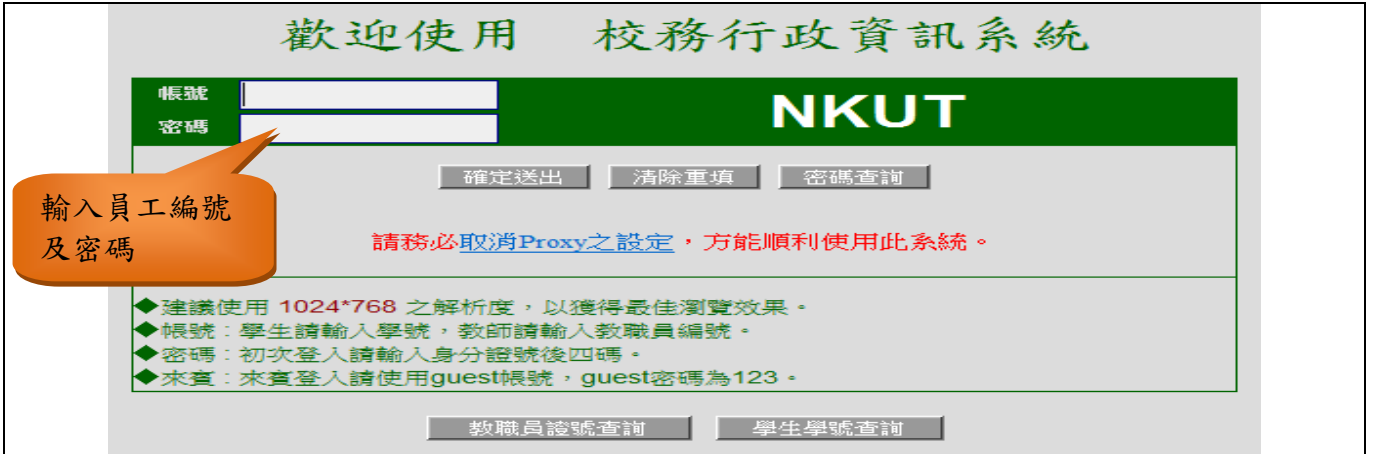 歡迎使用 校務行政資訊系統
帳號
密碼
NKUT
輸入員工編號
及密碼
確定送出 清除重填 密碼查詢
請務必取消Proxy之設定，方能順利使用此系統。
◆建議使用 1024*768 之解析度，以獲得最佳瀏覽效果。
◆帳號：學生請輸入學號，教師請輸入教職員編號。
◆密碼：初次登入請輸入身分證號後四碼。
◆來賓：來賓登入請使用guest帳號，guest密碼為123。
教職員證號查詢 學生學號查詢